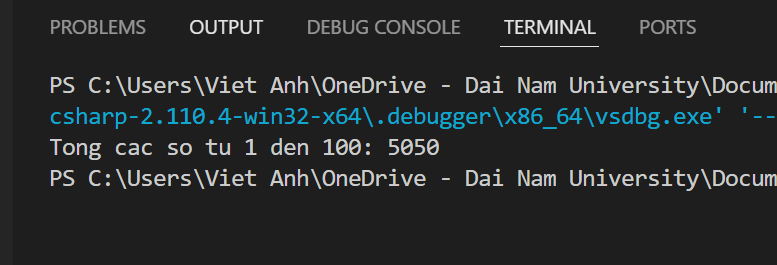 PROBLEMS OUTPUT DEBUG CONSOLE TERMINAL PORTS
PS C:\Users\Viet Anh\OneDrive - Dai Nam University\Docum
csharp-2.110.4-win32-x64\.debugger\x86_64\vsdbg.exe' '--
Tong cac so tu 1 den 100: 5050
PS C:\Users\Viet Anh\OneDrive - Dai Nam University\Docum